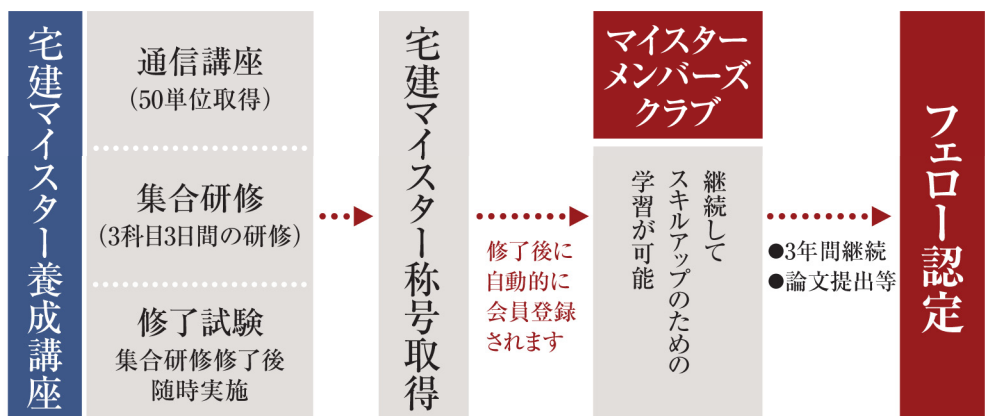 宅建マイスター養成講座
通信講座
(50単位取得)
集合研修
(3科目3日間の研修)
修了試験
集合研修修了後
随時実施
宅建マイスター称号取得
修了後に
自動的に
会員登録
されます
マイスター
メンバーズ
クラブ
継続して
スキルアップのための
学習が可能
●3年間継続
●論文提出等
フェロー認定